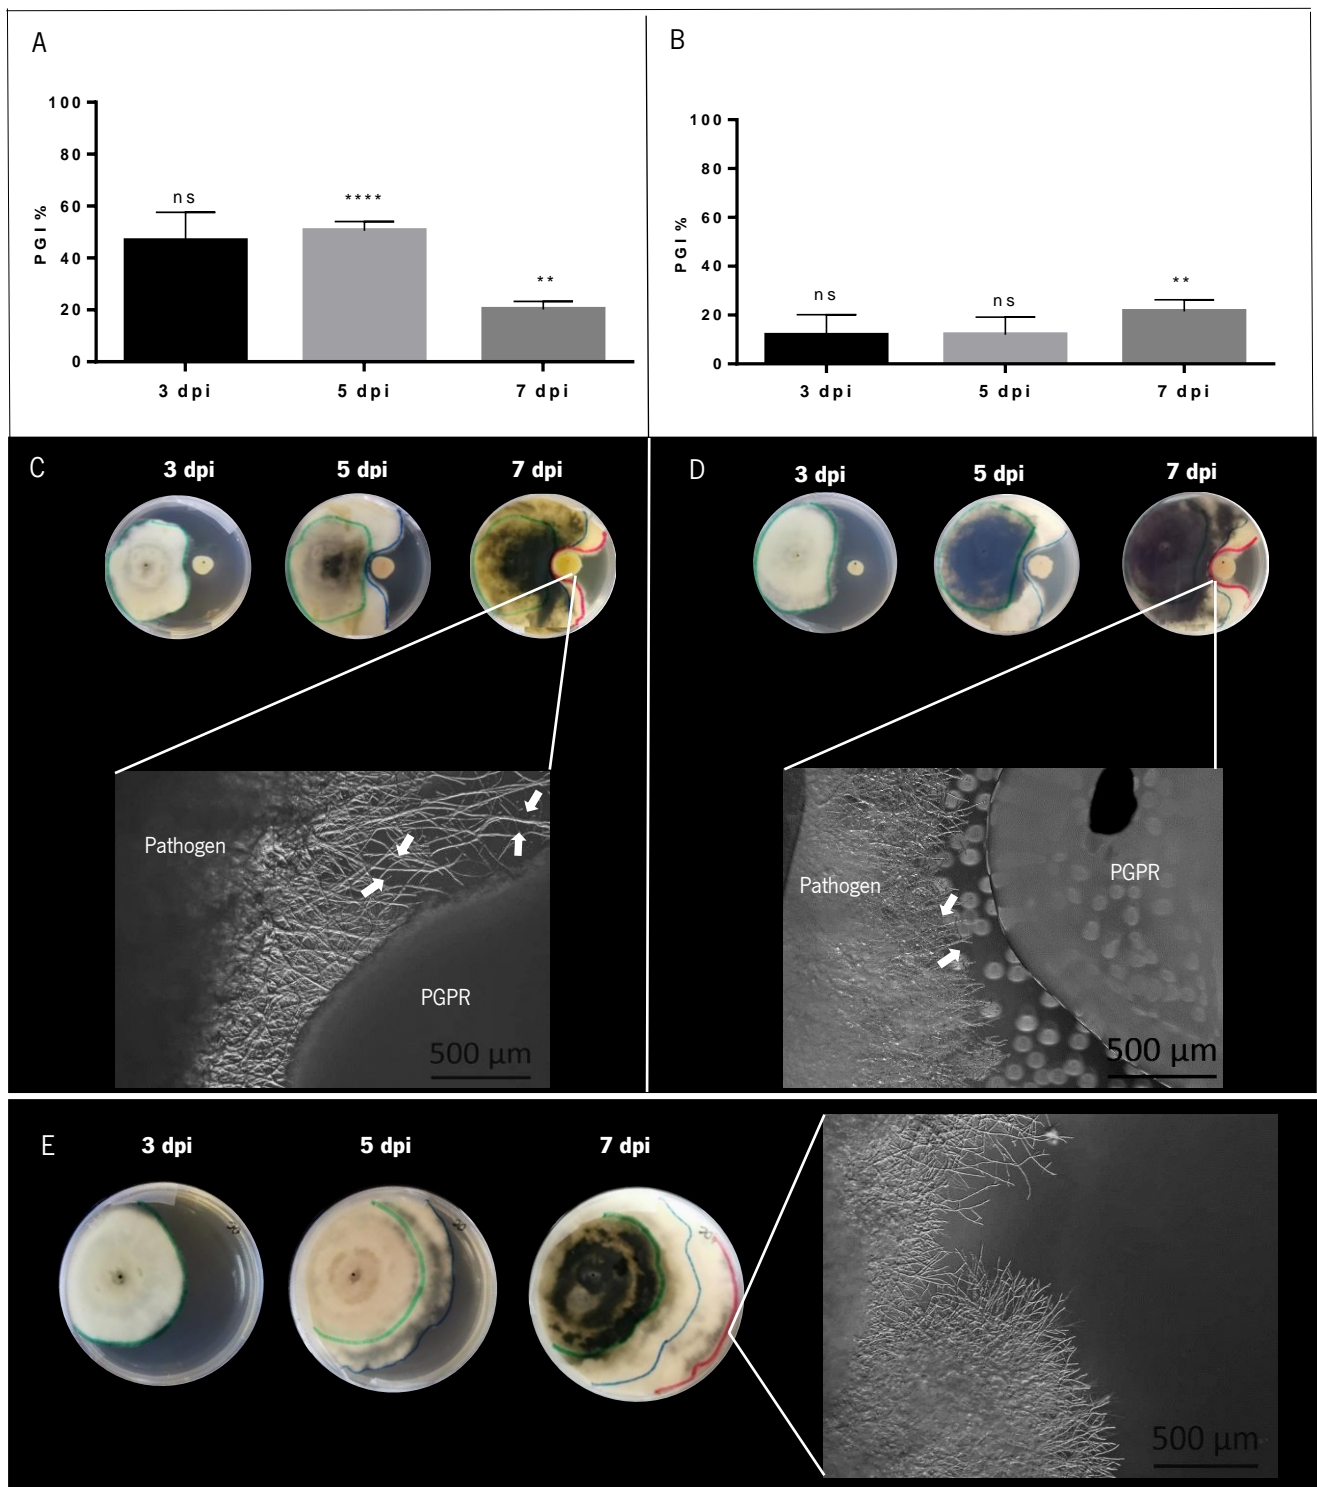 A
100
80
60
40
20
0
PGI %
ns
****
**
3 dpi
5 dpi
7 dpi
B
100
80
60
40
20
0
PGI %
ns
ns
**
3 dpi
5 dpi
7 dpi
C
3 dpi
5 dpi
7 dpi
Pathogen
PGPR
500 µm
D
3 dpi
5 dpi
7 dpi
Pathogen
PGPR
500 µm
E
3 dpi
5 dpi
7 dpi
500 µm